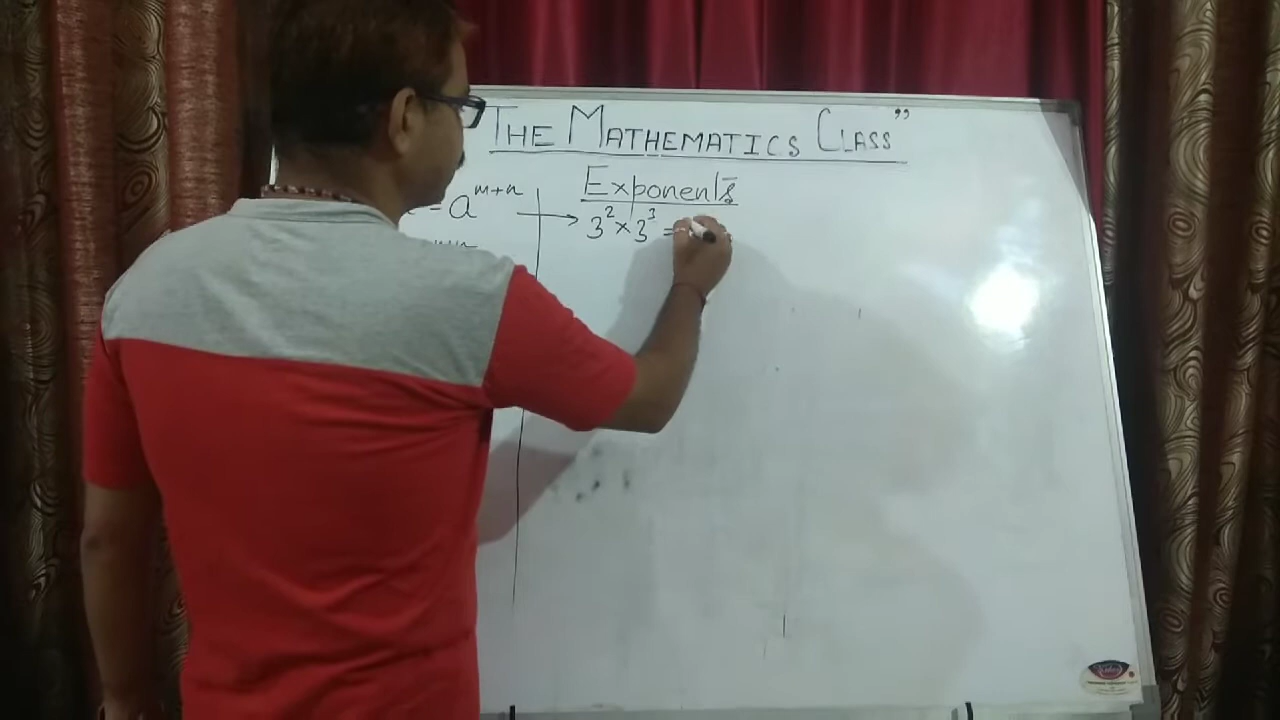 THE MATHEMATICS CLASS”
Exponents
= a^{m+n} → 3² × 3³ =